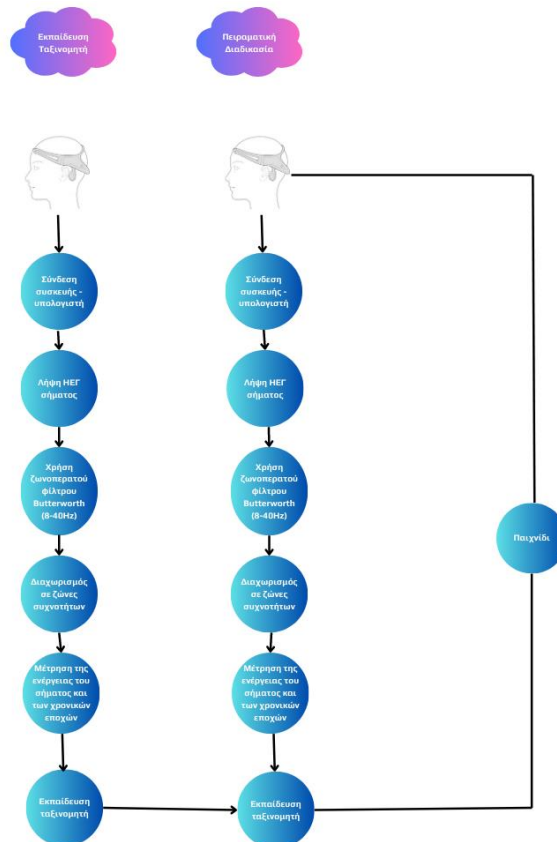 Εκπαίδευση
Ταξινομητή
Πειραματική
Διαδικασία
Σύνδεση
συσκευής -
υπολογιστή
Σύνδεση
συσκευής -
υπολογιστή
Λήψη ΗΕΓ
σήματος
Λήψη ΗΕΓ
σήματος
Χρήση
ζωνοπερατού
φίλτρου
Butterworth
(8-40Hz)
Χρήση
ζωνοπερατού
φίλτρου
Butterworth
(8-40Hz)
Παιχνίδι
Διαχωρισμός
σε ζώνες
συχνοτήτων
Διαχωρισμός
σε ζώνες
συχνοτήτων
Μέτρηση της
ενέργειας του
σήματος και
των χρονικών
εποχών
Μέτρηση της
ενέργειας του
σήματος και
των χρονικών
εποχών
Εκπαίδευση
ταξινομητή
Εκπαίδευση
ταξινομητή